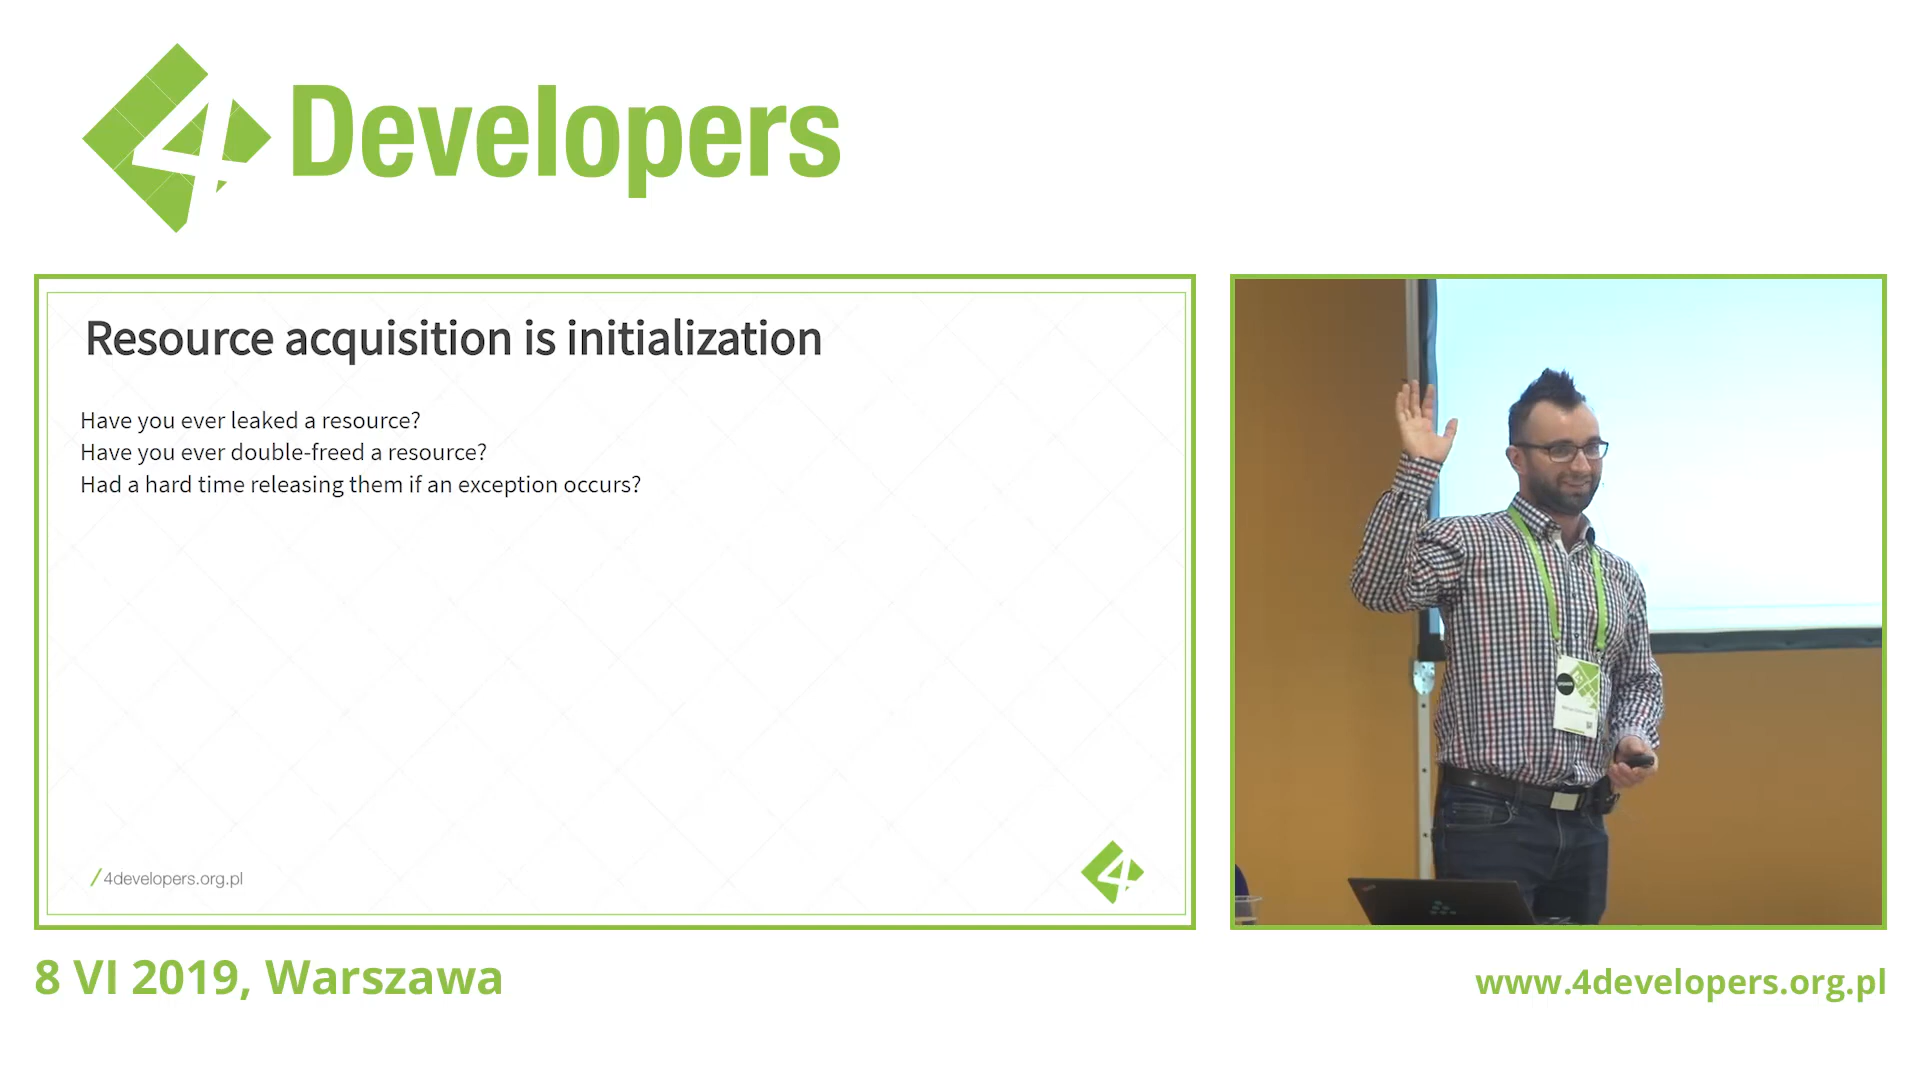 4 Developers
Resource acquisition is initialization
Have you ever leaked a resource?
Have you ever double-freed a resource?
Had a hard time releasing them if an exception occurs?
/4developers.org.pl
4
8 VI 2019, Warszawa
www.4developers.org.pl